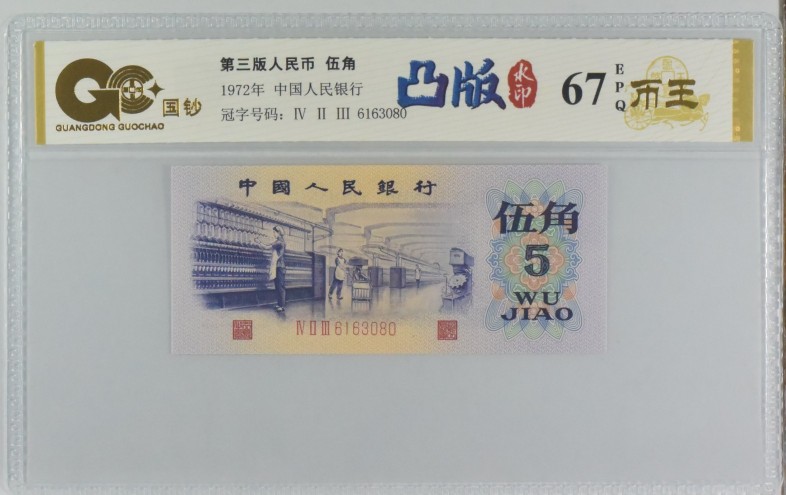 GC 国钞
GUANGDONG GUOCHAO
第三版人民币 伍角
1972年 中国人民银行
冠字号码: Ⅳ Ⅱ Ⅲ 6163080
凸版水印
67 EPQ
币王
中國人民銀行
伍角
5
WU
JIAO
Ⅳ Ⅱ Ⅲ 6163080